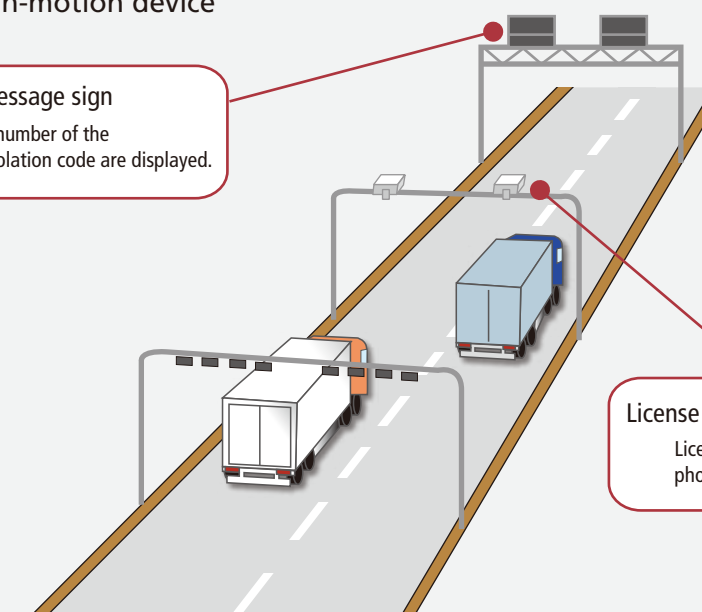 n-motion device
essage sign
number of the
olation code are displayed.
License
Lice
pho